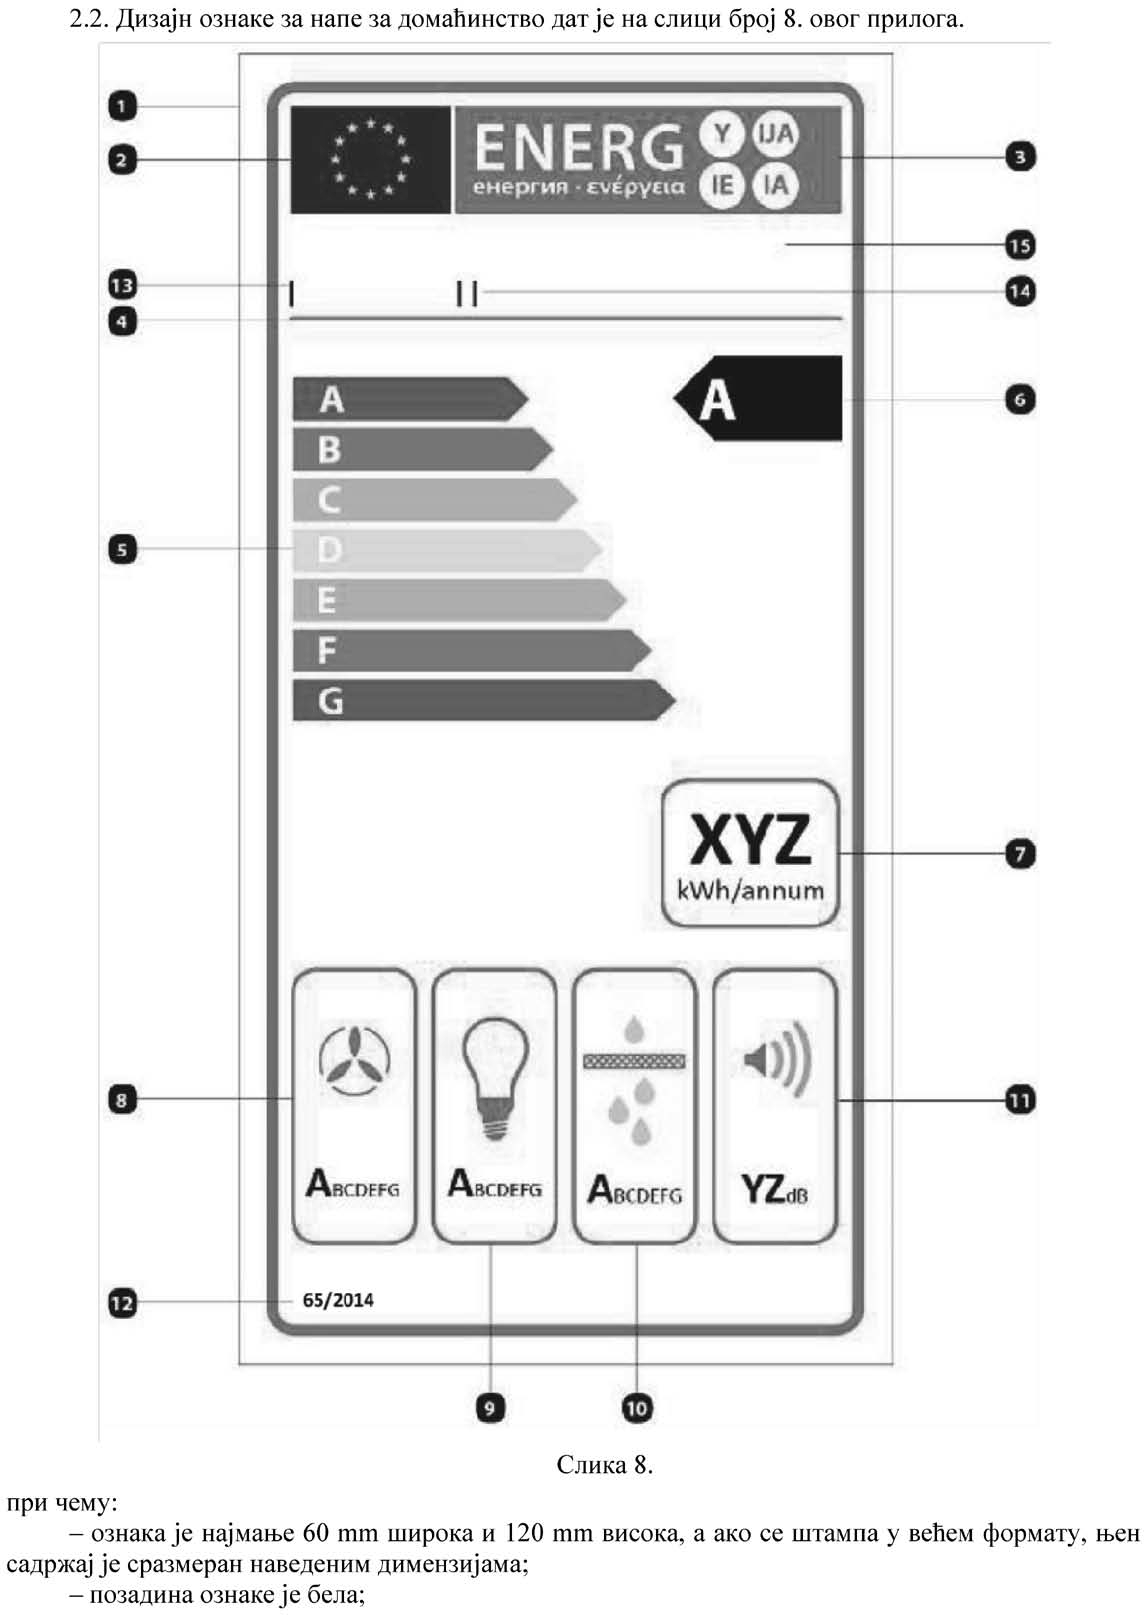 2.2. Дизајн ознаке за напе за домаћинство дат је на слици број 8. овог прилога.
1
2
ENERG
енергия · ενέργεια
Y
IJA
IE
IA
3
15
13
I
II
14
4
A
A
6
B
C
5
D
E
F
G
XYZ
kWh/annum
7
8
ABCDEFG
ABCDEFG
ABCDEFG
YZdB
11
12
65/2014
9
10
Слика 8.
при чему:
– ознака је најмање 60 mm широка и 120 mm висока, а ако се штампа у већем формату, њен
садржај је сразмеран наведеним димензијама;
– позадина ознаке је бела;